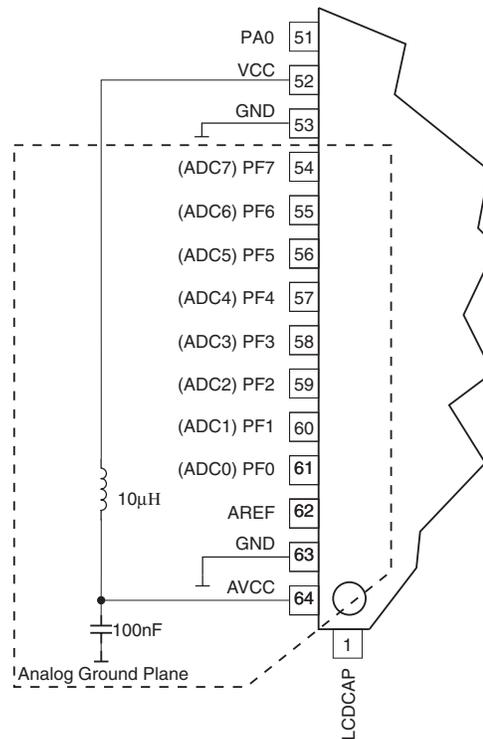 PA0 51
VCC 52
GND 53
(ADC7) PF7 54
(ADC6) PF6 55
(ADC5) PF5 56
(ADC4) PF4 57
(ADC3) PF3 58
(ADC2) PF2 59
(ADC1) PF1 60
(ADC0) PF0 61
10μH
AREF 62
GND 63
AVCC 64
100nF
1
Analog Ground Plane
LCDCAP